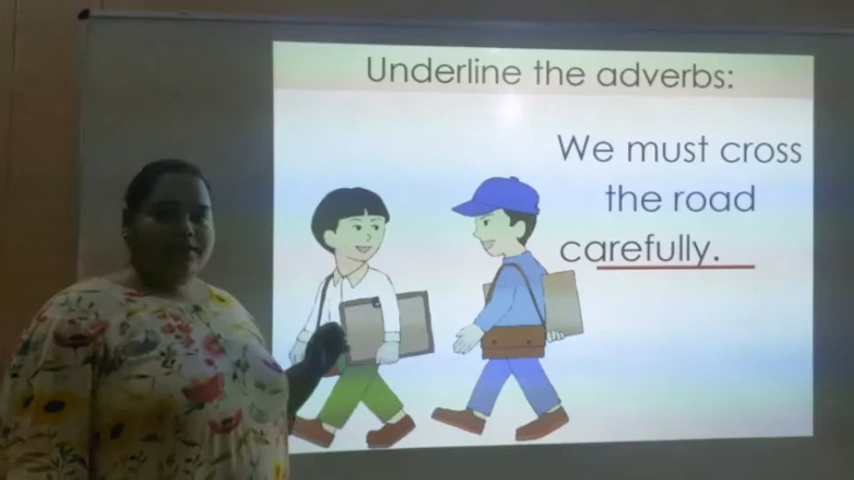 Underline the adverbs:
We must cross
the road
carefully.